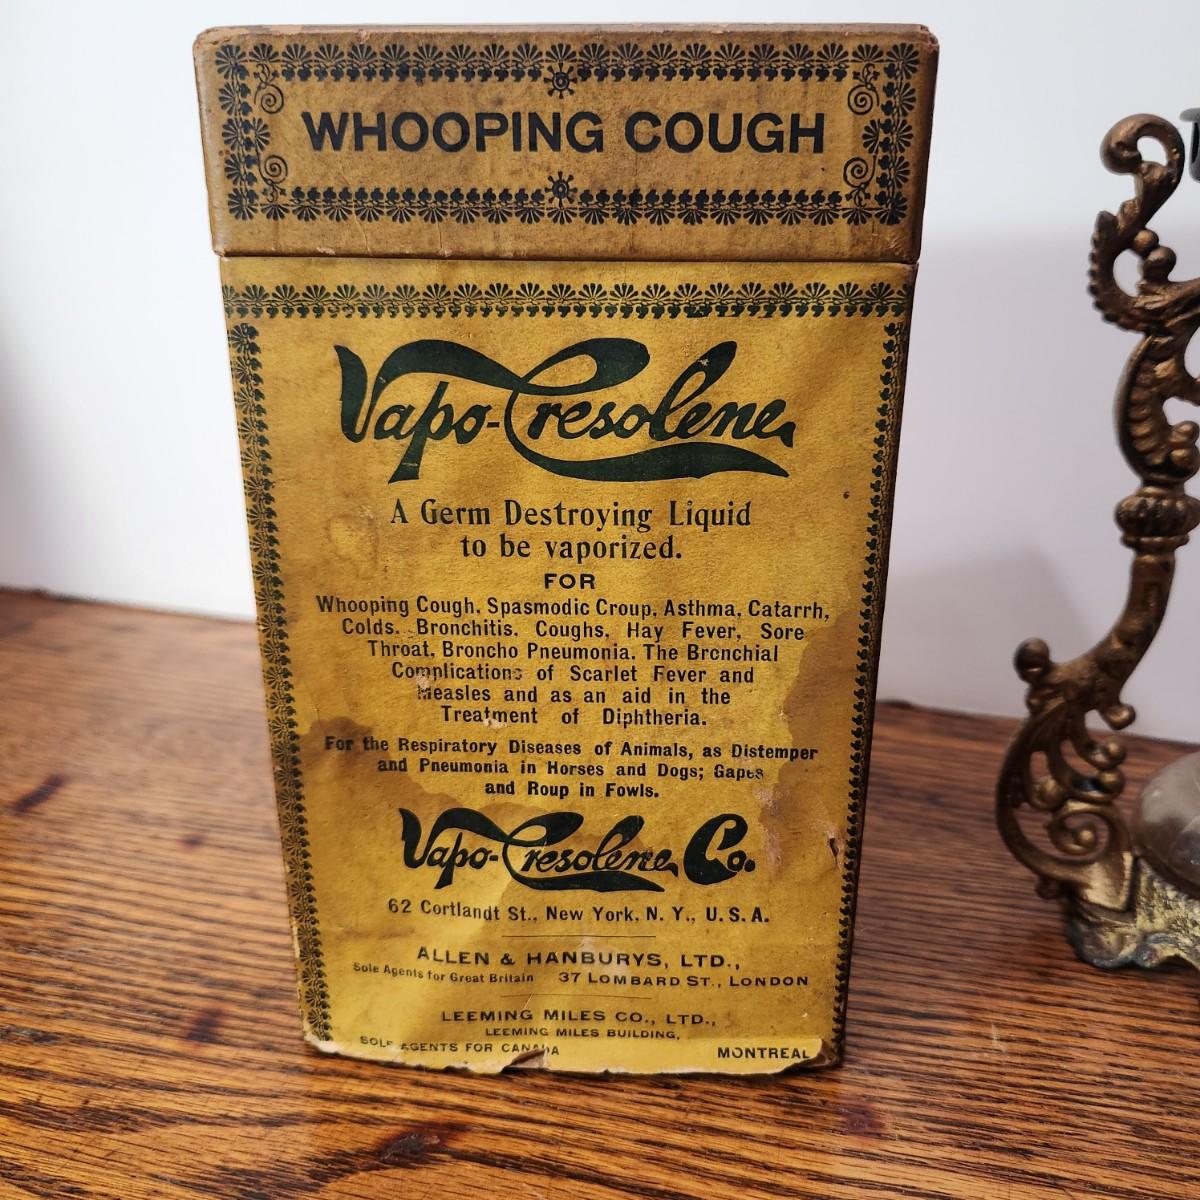 WHOOPING COUGH
Vapo-Cresolene
A Germ Destroying Liquid
to be vaporized.
FOR
Whooping Cough, Spasmodic Croup, Asthma, Catarrh,
Colds, Bronchitis, Coughs, Hay Fever, Sore
Throat, Broncho Pneumonia, The Bronchial
Complications of Scarlet Fever and
Measles and as an aid in the
Treatment of Diphtheria.
For the Respiratory Diseases of Animals, as Distemper
and Pneumonia in Horses and Dogs; Gapes
and Roup in Fowls.
Vapo-Cresolene Co.
62 Cortlandt St., New York, N. Y., U. S. A.
ALLEN & HANBURYS, LTD.,
Sole Agents for Great Britain 37 LOMBARD ST., LONDON
LEEMING MILES CO., LTD.,
LEEMING MILES BUILDING,
SOLE AGENTS FOR CANADA MONTREAL